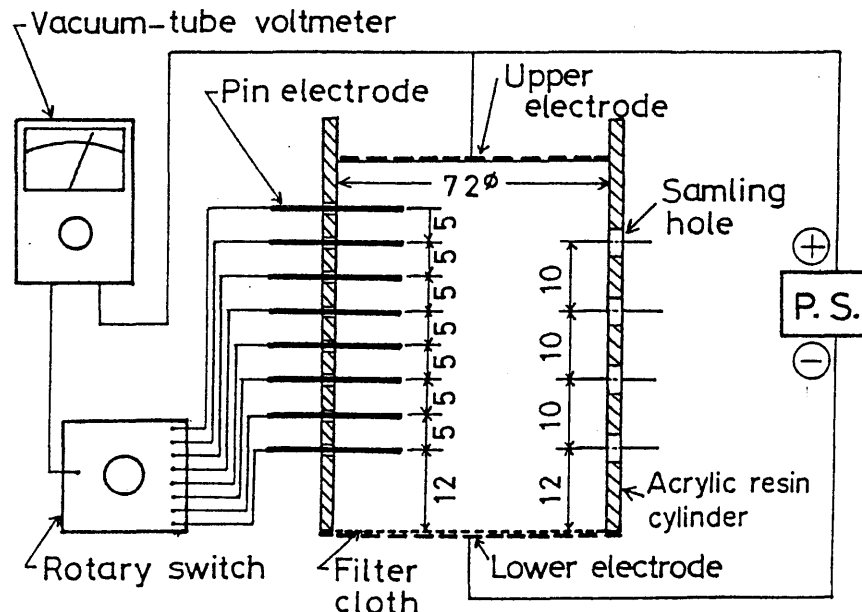 Vacuum-tube voltmeter
Pin electrode
Upper
electrode
72ø
Samling
hole
5
5
5
5
5
5
5
12
10
10
10
12
+
P. S.
−
Acrylic resin
cylinder
Rotary switch
Filter
cloth
Lower electrode